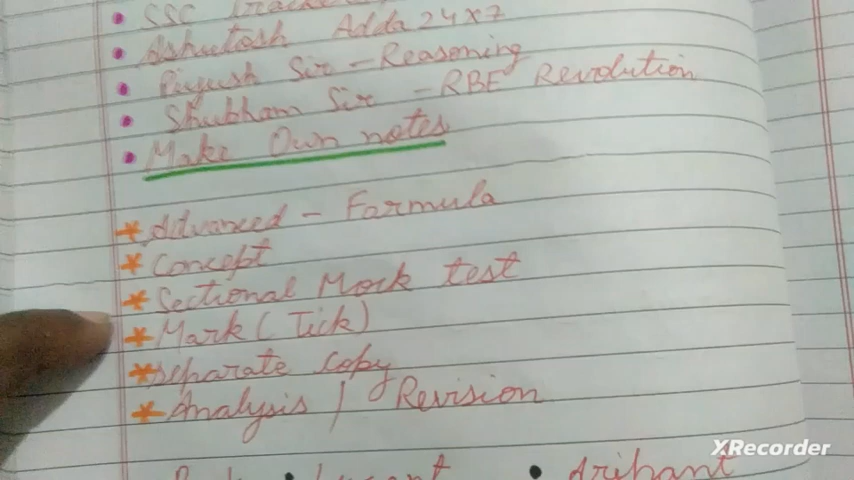 • SSC
• Ashutosh Adda 24x7
• Piyush Sir - Reasoning
• Shubham Sir - RBE Revolution
• Make Own notes
* Advanced - Formula
* Concept
* Sectional Mock test
* Mark ( Tick )
* Separate copy
* Analysis / Revision
• Arihant
XRecorder